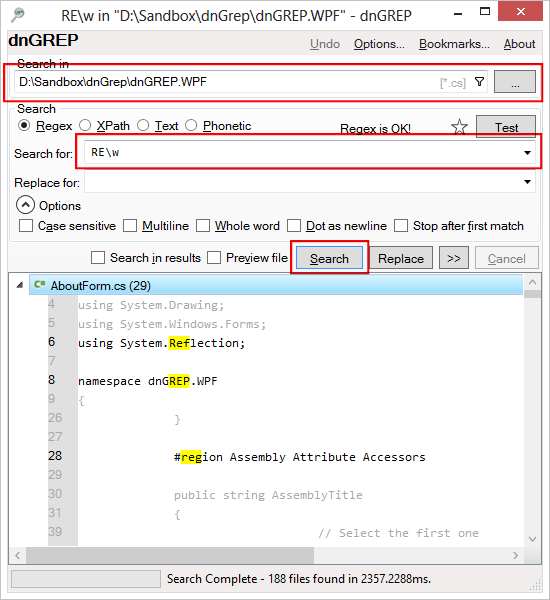 RE\w in "D:\Sandbox\dnGrep\dnGREP.WPF" - dnGREP
dnGREP
Undo Options... Bookmarks... About
Search in
D:\Sandbox\dnGrep\dnGREP.WPF [*.cs] ...
Search
Regex XPath Text Phonetic Regex is OK! Test
Search for: RE\w
Replace for:
Options
Case sensitive Multiline Whole word Dot as newline Stop after first match
Search in results Preview file Search Replace >> Cancel
AboutForm.cs (29)
4 using System.Drawing;
5 using System.Windows.Forms;
6 using System.Reflection;
7
8 namespace dnGREP.WPF
9 {
26 }
27
28 #region Assembly Attribute Accessors
29
30 public string AssemblyTitle
31 {
39 // Select the first one
Search Complete - 188 files found in 2357.2288ms.